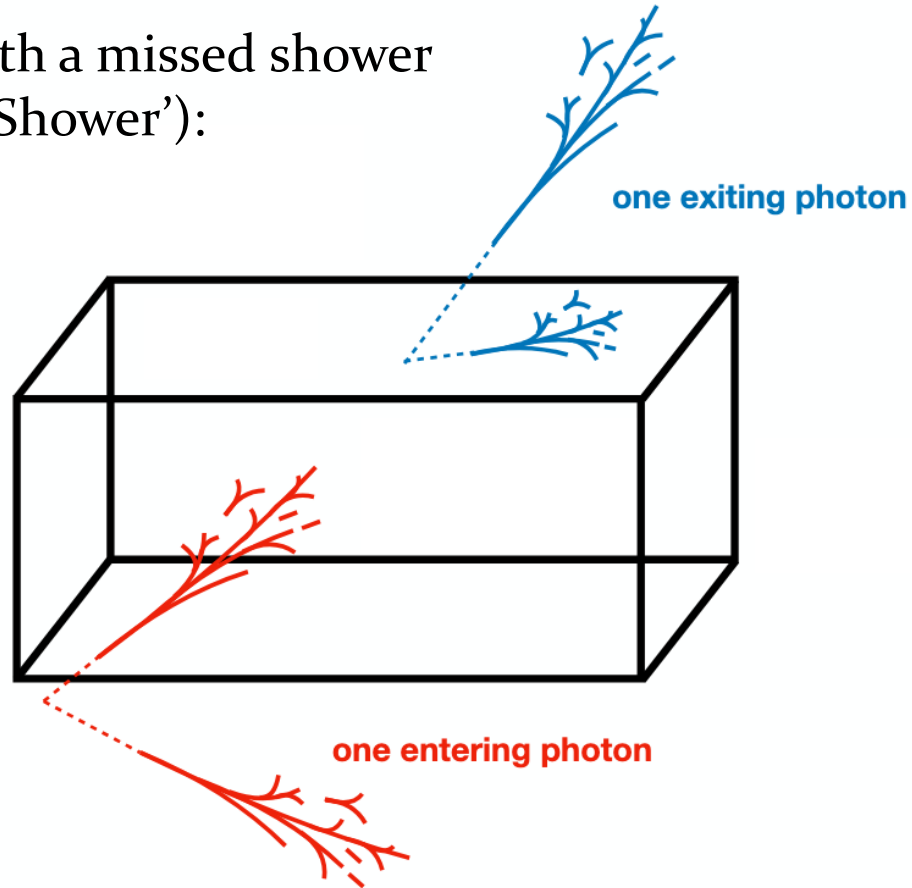 th a missed shower
Shower’):
one exiting photon
one entering photon